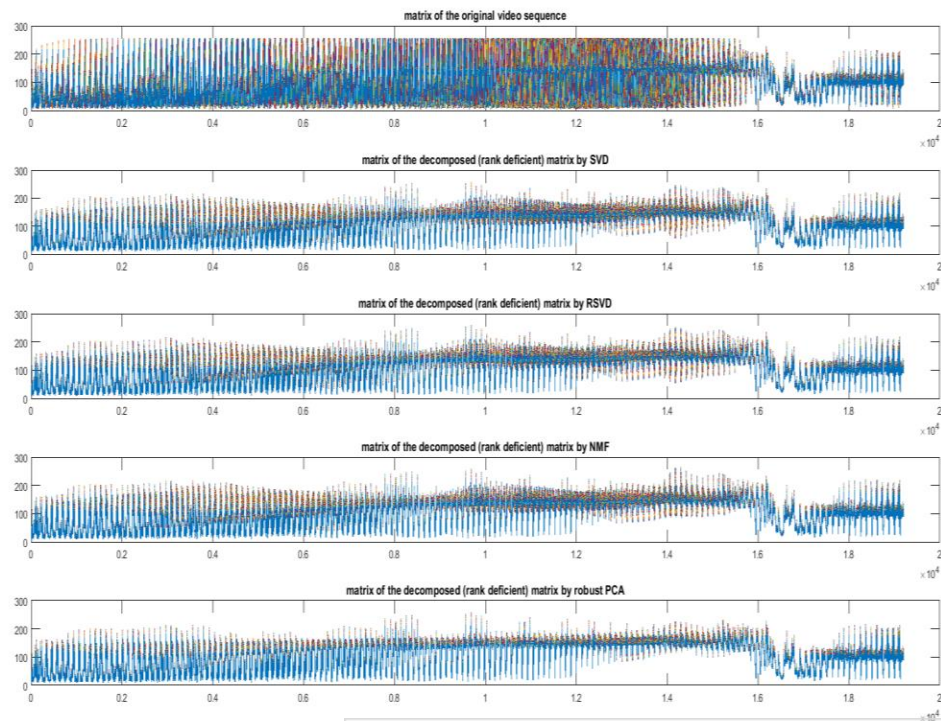 matrix of the original video sequence
300
200
100
0
0 0.2 0.4 0.6 0.8 1 1.2 1.4 1.6 1.8 2
×10⁴
matrix of the decomposed (rank deficient) matrix by SVD
300
200
100
0
0 0.2 0.4 0.6 0.8 1 1.2 1.4 1.6 1.8 2
×10⁴
matrix of the decomposed (rank deficient) matrix by RSVD
300
200
100
0
0 0.2 0.4 0.6 0.8 1 1.2 1.4 1.6 1.8 2
×10⁴
matrix of the decomposed (rank deficient) matrix by NMF
300
200
100
0
0 0.2 0.4 0.6 0.8 1 1.2 1.4 1.6 1.8 2
×10⁴
matrix of the decomposed (rank deficient) matrix by robust PCA
300
200
100
0
0 0.2 0.4 0.6 0.8 1 1.2 1.4 1.6 1.8 2
×10⁴